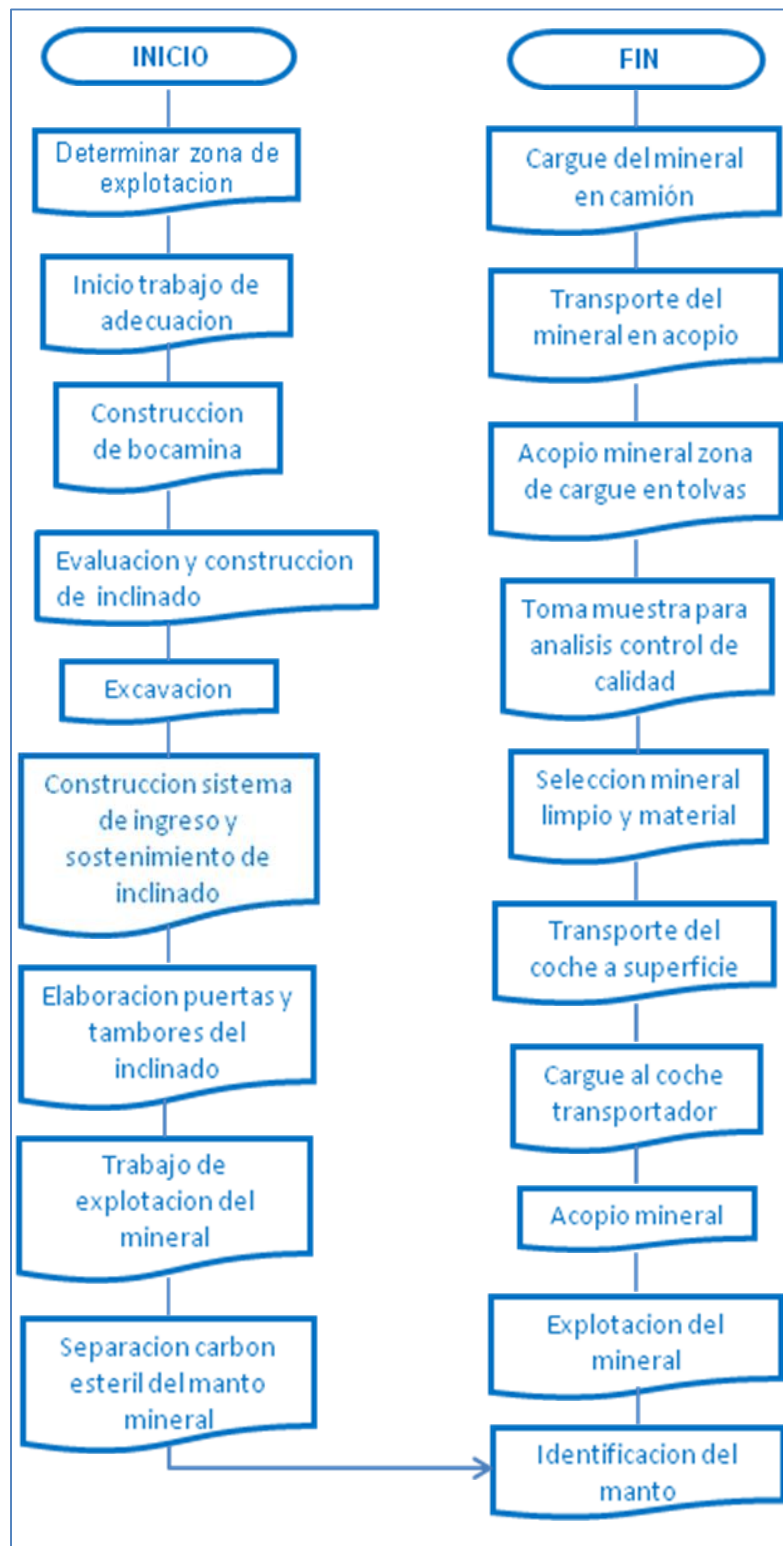 INICIO
Determinar zona de
explotacion
Inicio trabajo de
adecuacion
Construccion
de bocamina
Evaluacion y construccion
de inclinado
Excavacion
Construccion sistema
de ingreso y
sostenimiento de
inclinado
Elaboracion puertas y
tambores del
inclinado
Trabajo de
explotacion del
mineral
Separacion carbon
esteril del manto
mineral
FIN
Cargue del mineral
en camión
Transporte del
mineral en acopio
Acopio mineral zona
de cargue en tolvas
Toma muestra para
analisis control de
calidad
Seleccion mineral
limpio y material
Transporte del
coche a superficie
Cargue al coche
transportador
Acopio mineral
Explotacion del
mineral
Identificacion del
manto